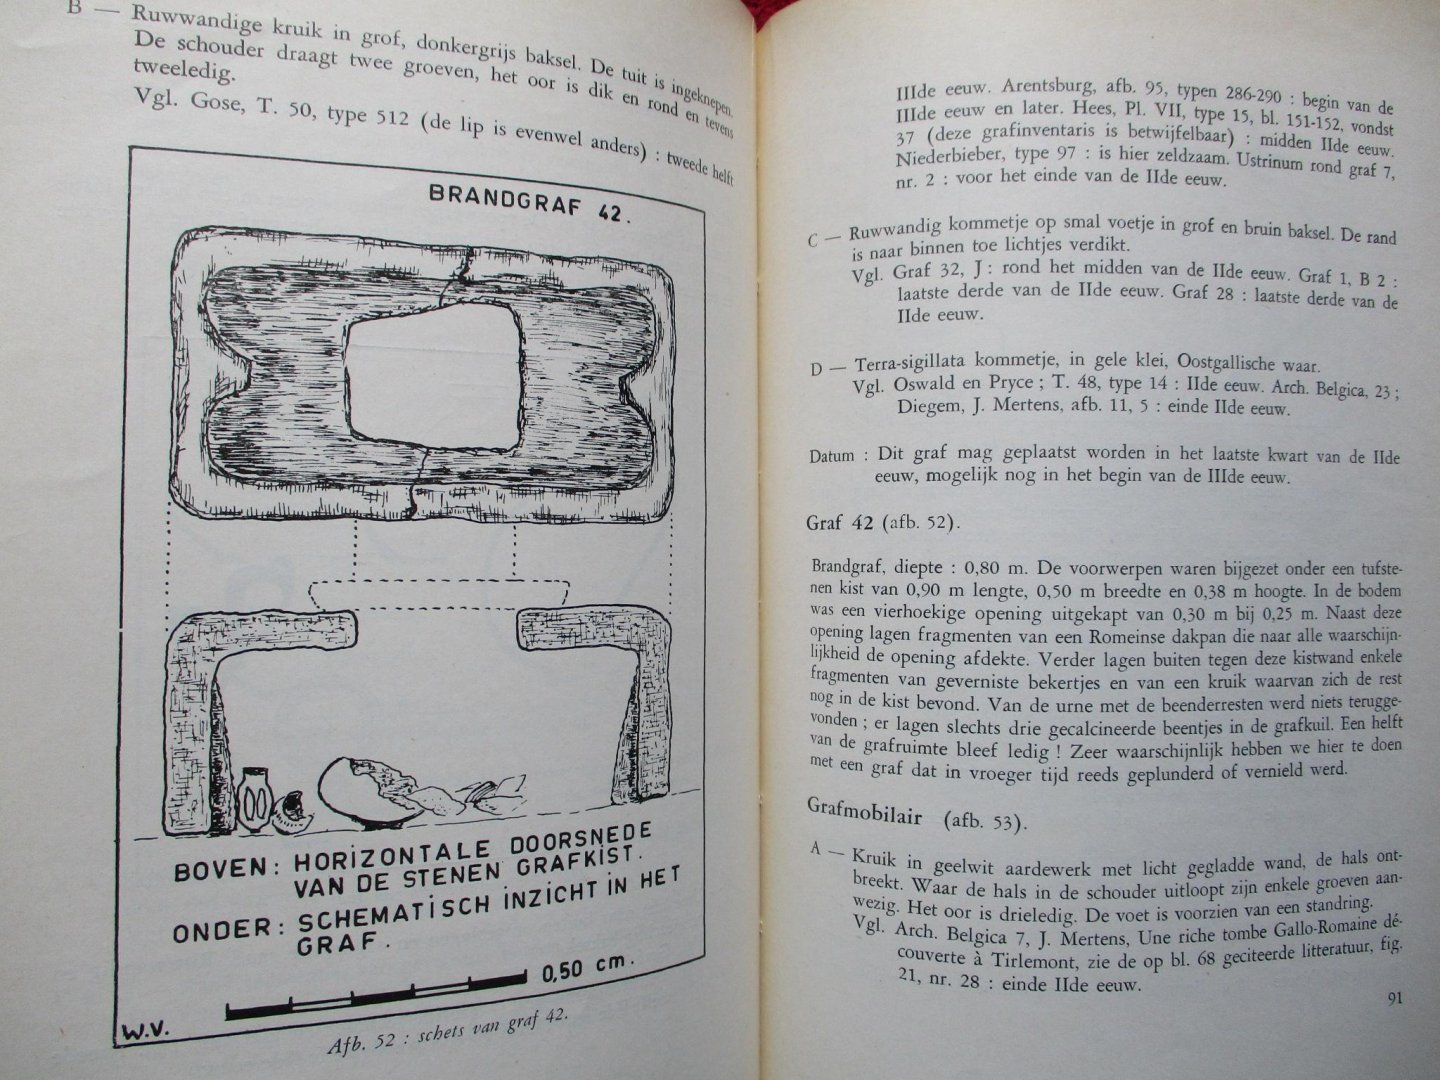 B — Ruwwandige kruik in grof, donkergrijs baksel. De tuit is ingeknepen.
De schouder draagt twee groeven, het oor is dik en rond en tevens
tweeledig.
Vgl. Gose, T. 50, type 512 (de lip is evenwel anders) : tweede helft
BRANDGRAF 42.
BOVEN: HORIZONTALE DOORSNEDE
VAN DE STENEN GRAFKIST.
ONDER: SCHEMATISCH INZICHT IN HET
GRAF.
0,50 cm.
W.V.
Afb. 52 : schets van graf 42.
IIIde eeuw. Arentsburg, afb. 95, typen 286-290 : begin van de
IIIde eeuw en later. Hees, Pl. VII, type 15, bl. 151-152, vondst
37 (deze grafinventaris is betwijfelbaar) : midden IIde eeuw.
Niederbieber, type 97 : is hier zeldzaam. Ustrinum rond graf 7,
nr. 2 : voor het einde van de IIde eeuw.
C — Ruwwandig kommetje op smal voetje in grof en bruin baksel. De rand
is naar binnen toe lichtjes verdikt.
Vgl. Graf 32, J : rond het midden van de IIde eeuw. Graf 1, B 2 :
laatste derde van de IIde eeuw. Graf 28 : laatste derde van de
IIde eeuw.
D — Terra-sigillata kommetje, in gele klei, Oostgallische waar.
Vgl. Oswald en Pryce ; T. 48, type 14 : IIde eeuw. Arch. Belgica, 23 ;
Diegem, J. Mertens, afb. 11, 5 : einde IIde eeuw.
Datum : Dit graf mag geplaatst worden in het laatste kwart van de IIde
eeuw, mogelijk nog in het begin van de IIIde eeuw.
Graf 42 (afb. 52).
Brandgraf, diepte : 0,80 m. De voorwerpen waren bijgezet onder een tufste-
nen kist van 0,90 m lengte, 0,50 m breedte en 0,38 m hoogte. In de bodem
was een vierhoekige opening uitgekapt van 0,30 m bij 0,25 m. Naast deze
opening lagen fragmenten van een Romeinse dakpan die naar alle waarschijn-
lijkheid de opening afdekte. Verder lagen buiten tegen deze kistwand enkele
fragmenten van geverniste bekertjes en van een kruik waarvan zich de rest
nog in de kist bevond. Van de urne met de beenderresten werd niets terugge-
vonden ; er lagen slechts drie gecalcineerde beentjes in de grafkuil. Een helft
van de grafruimte bleef ledig ! Zeer waarschijnlijk hebben we hier te doen
met een graf dat in vroeger tijd reeds geplunderd of vernield werd.
Grafmobilair (afb. 53).
A — Kruik in geelwit aardewerk met licht gegladde wand, de hals ont-
breekt. Waar de hals in de schouder uitloopt zijn enkele groeven aan-
wezig. Het oor is drieledig. De voet is voorzien van een standring.
Vgl. Arch. Belgica 7, J. Mertens, Une riche tombe Gallo-Romaine dé-
couverte à Tirlemont, zie de op bl. 68 geciteerde litteratuur, fig.
21, nr. 28 : einde IIde eeuw.
91